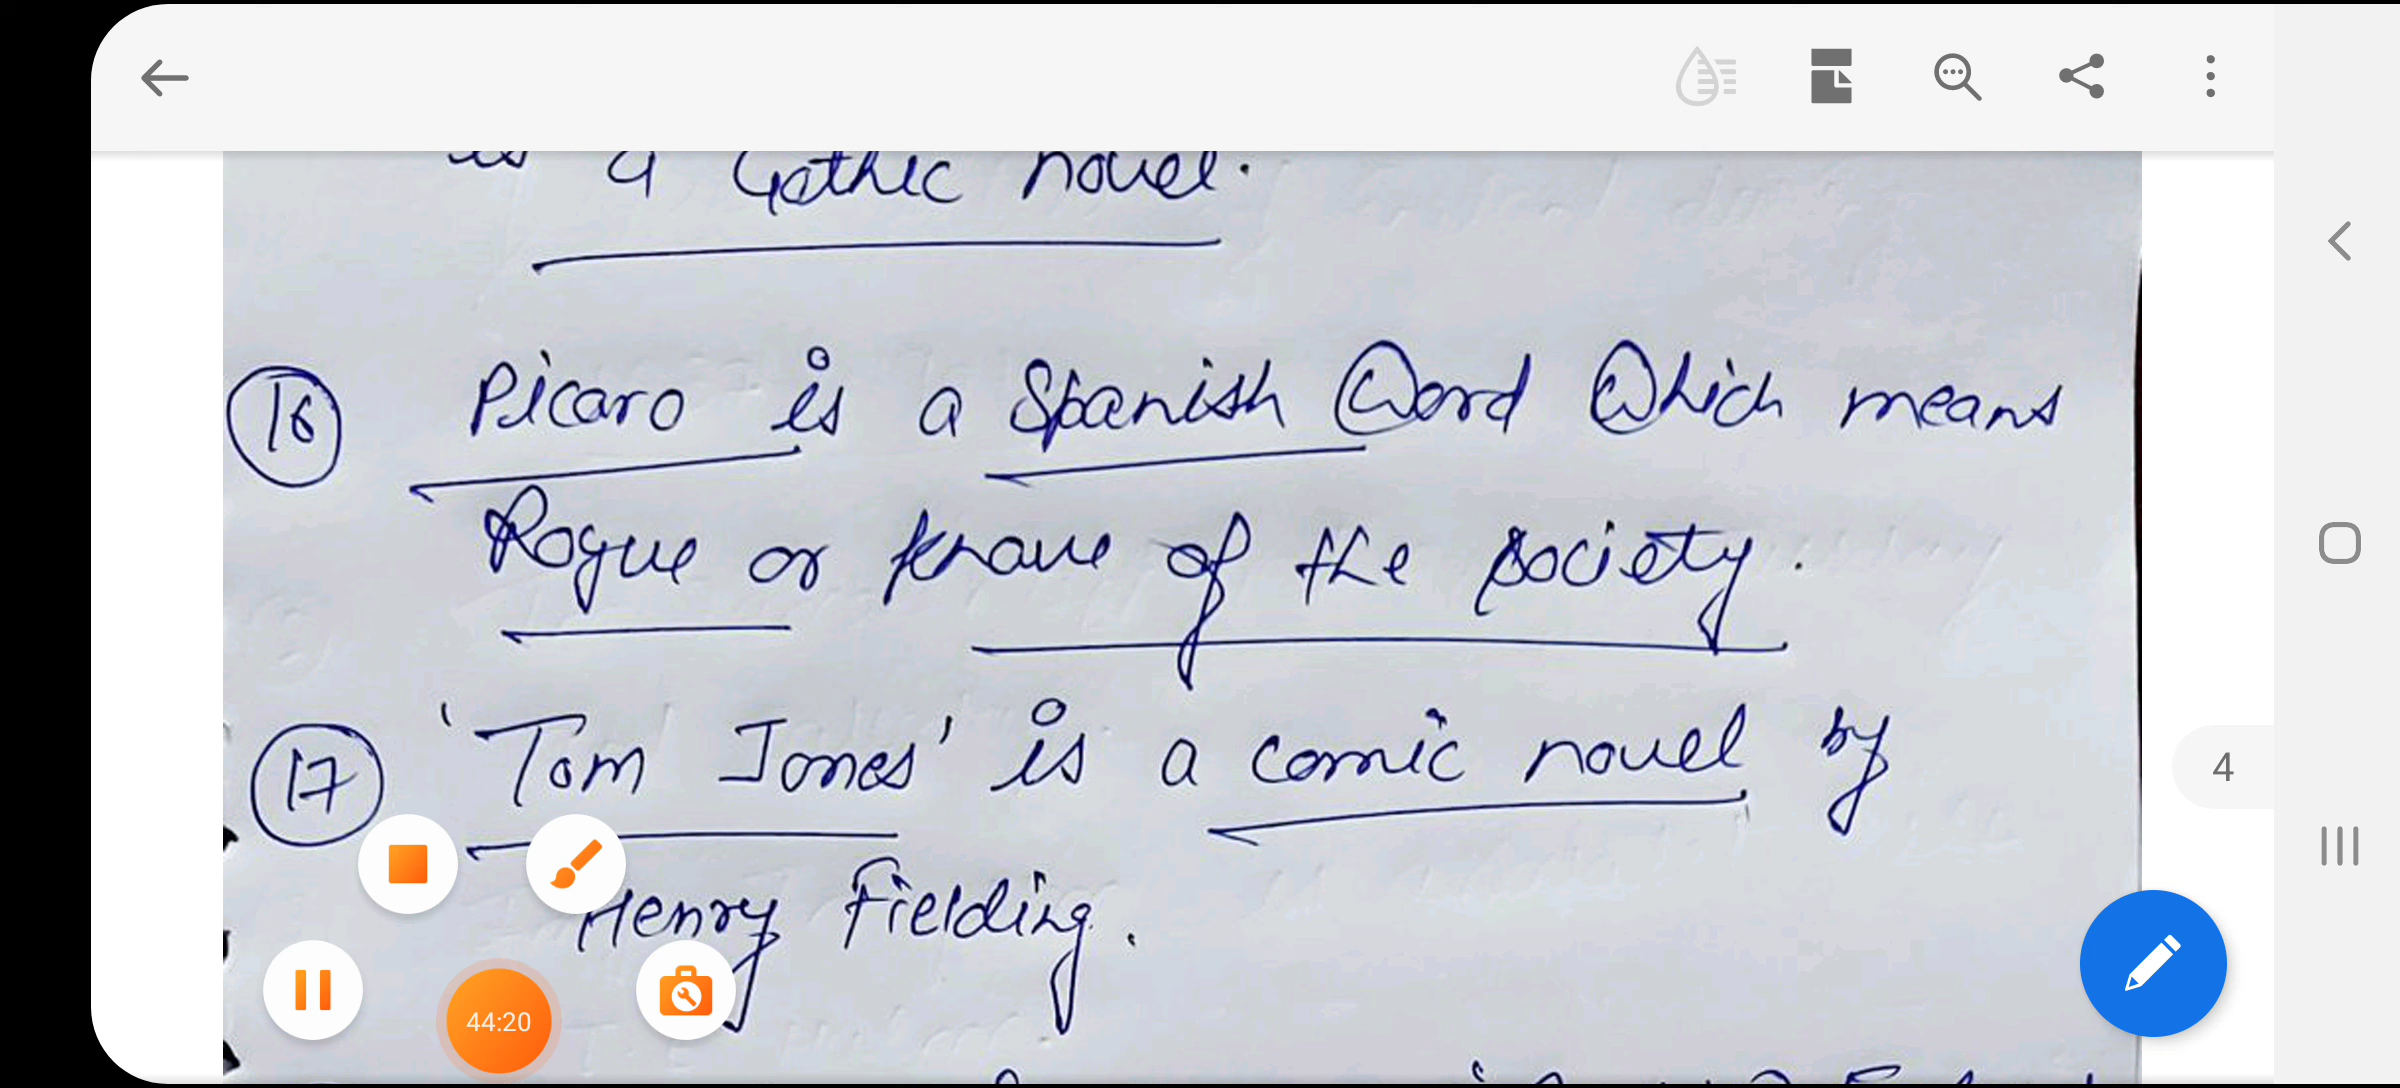 is a Gothic novel.
16 Picaro is a Spanish Word Which means
Rogue or knave of the society.
17 'Tom Jones' is a comic novel by
Henry Fielding.
4
44:20